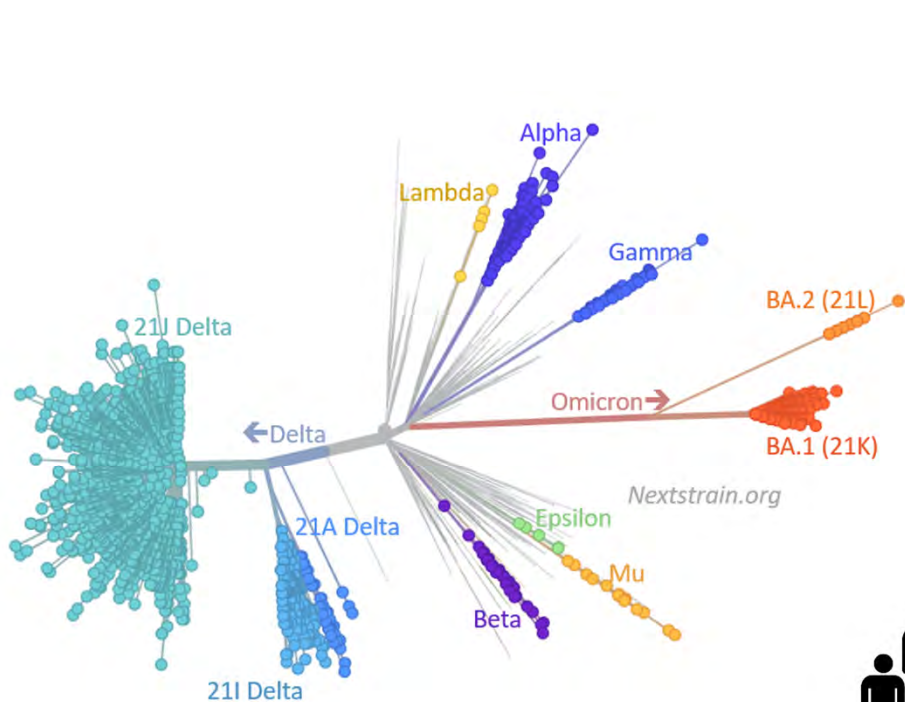 Alpha
Lambda
Gamma
BA.2 (21L)
21J Delta
Omicron→
←Delta
BA.1 (21K)
Nextstrain.org
21A Delta
Epsilon
Mu
Beta
21I Delta